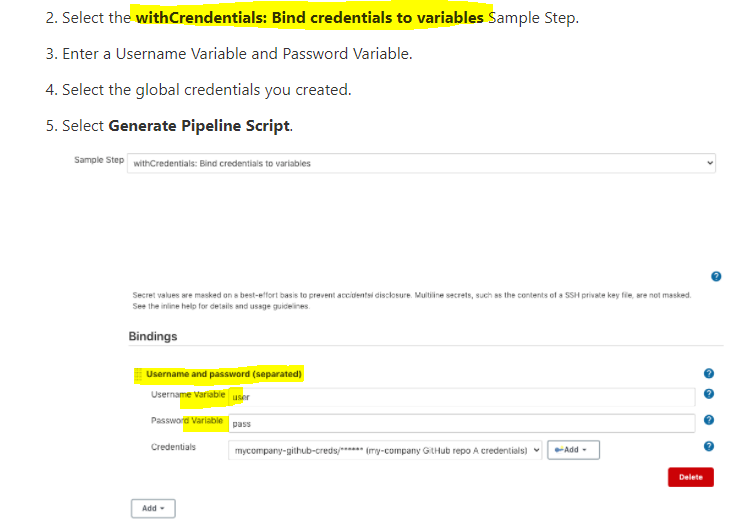 2. Select the withCrendentials: Bind credentials to variables Sample Step.
3. Enter a Username Variable and Password Variable.
4. Select the global credentials you created.
5. Select Generate Pipeline Script.
Sample Step withCredentials: Bind credentials to variables
?
Secret values are masked on a best-effort basis to prevent accidental disclosure. Multiline secrets, such as the contents of a SSH private key file, are not masked.
See the inline help for details and usage guidelines.
Bindings
Username and password (separated) ?
Username Variable user ?
Password Variable pass ?
Credentials mycompany-github-creds/****** (my-company GitHub repo A credentials) Add ?
Delete
Add